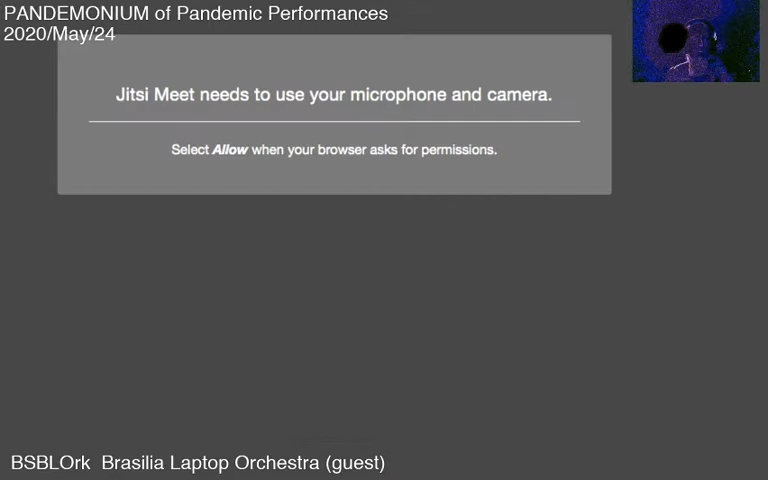 PANDEMONIUM of Pandemic Performances
2020/May/24
Jitsi Meet needs to use your microphone and camera.
Select Allow when your browser asks for permissions.
BSBLOrk  Brasilia Laptop Orchestra (guest)